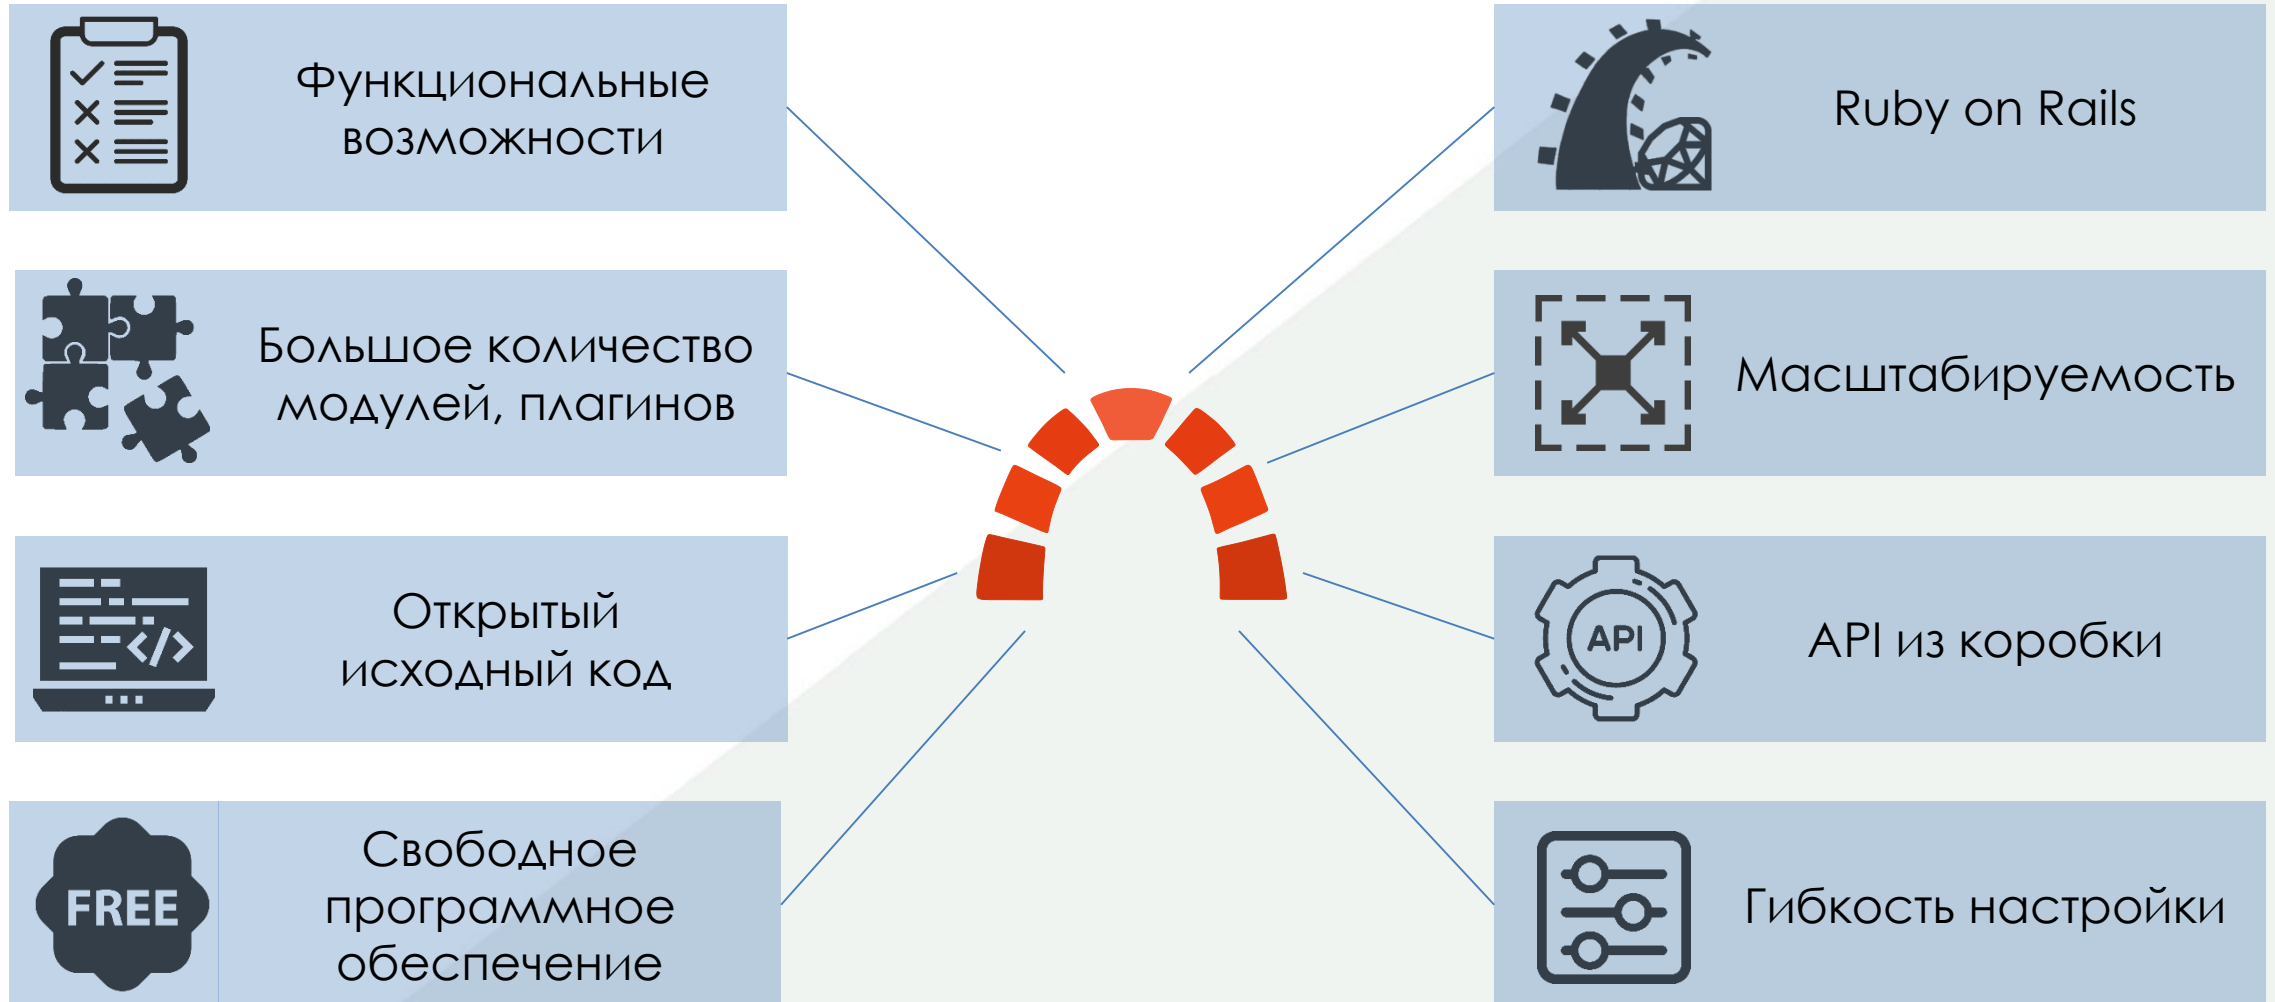 Функциональные
возможности
Большое количество
модулей, плагинов
Открытый
исходный код
FREE
Свободное
программное
обеспечение
Ruby on Rails
Масштабируемость
API
API из коробки
Гибкость настройки